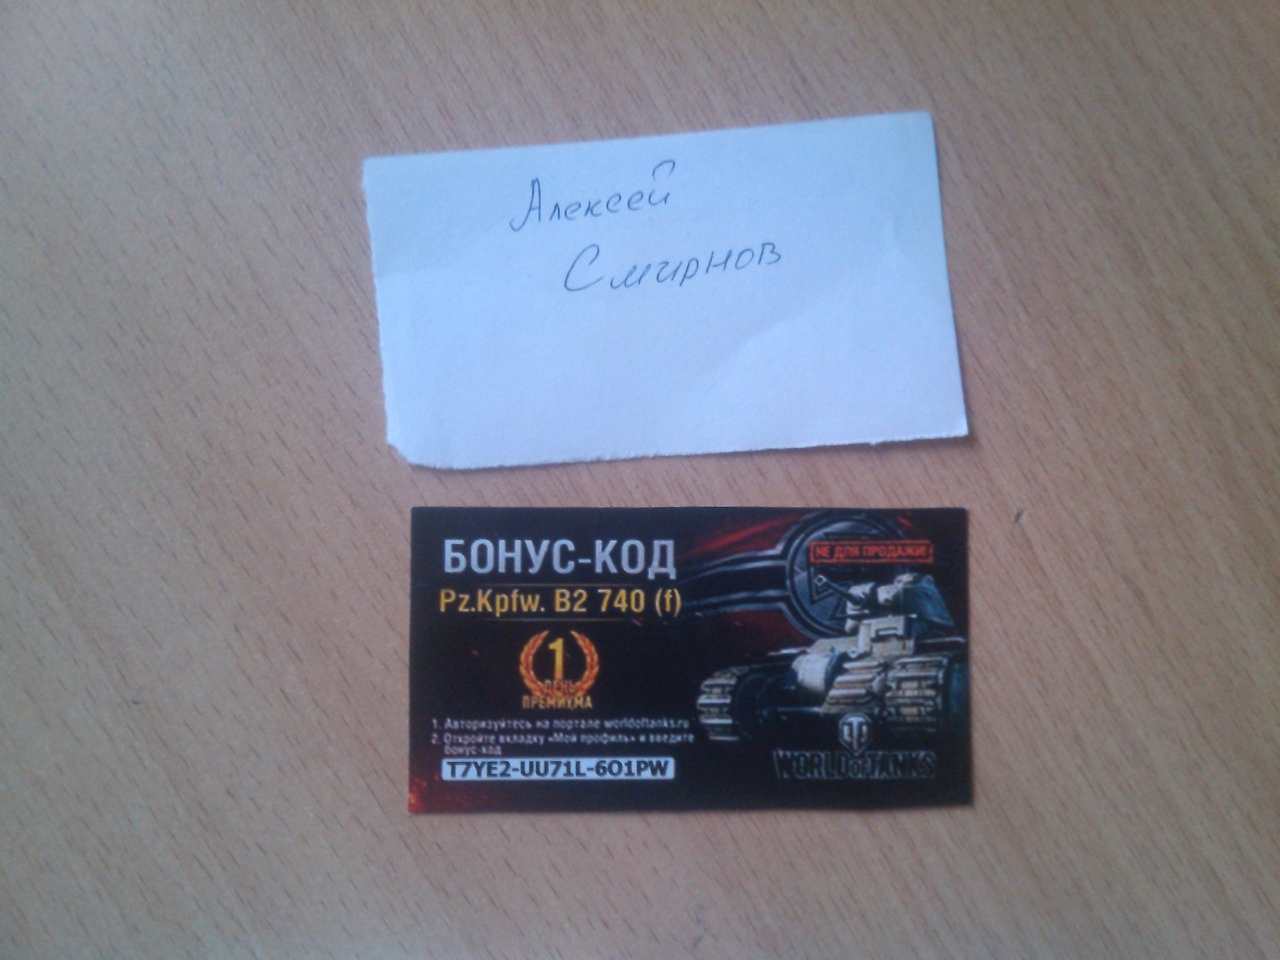 Алексей
Смирнов
БОНУС-КОД
НЕ ДЛЯ ПРОДАЖИ!
Pz.Kpfw. B2 740 (f)
1
ДЕНЬ
ПРЕМИУМА
1. Авторизуйтесь на портале worldoftanks.ru
2. Откройте вкладку «Мой профиль» и введите
бонус-код
T7YE2-UU71L-6O1PW
WORLD OF TANKS